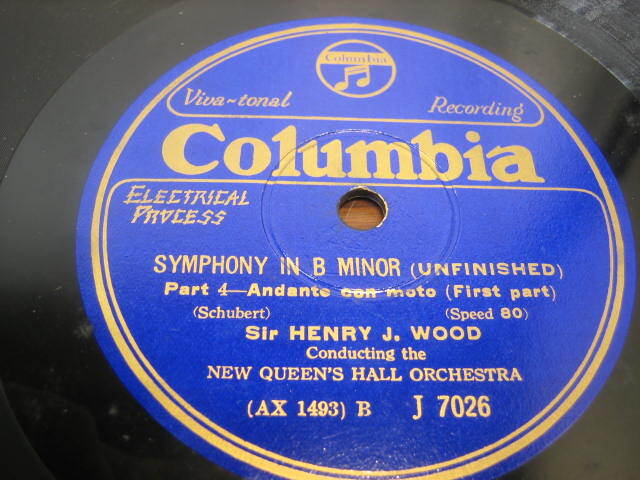 Columbia
Viva-tonal Recording
Columbia
ELECTRICAL
PROCESS
SYMPHONY IN B MINOR (UNFINISHED)
Part 4—Andante con moto (First part)
(Schubert) (Speed 80)
Sir HENRY J. WOOD
Conducting the
NEW QUEEN'S HALL ORCHESTRA
(AX 1493) B J 7026